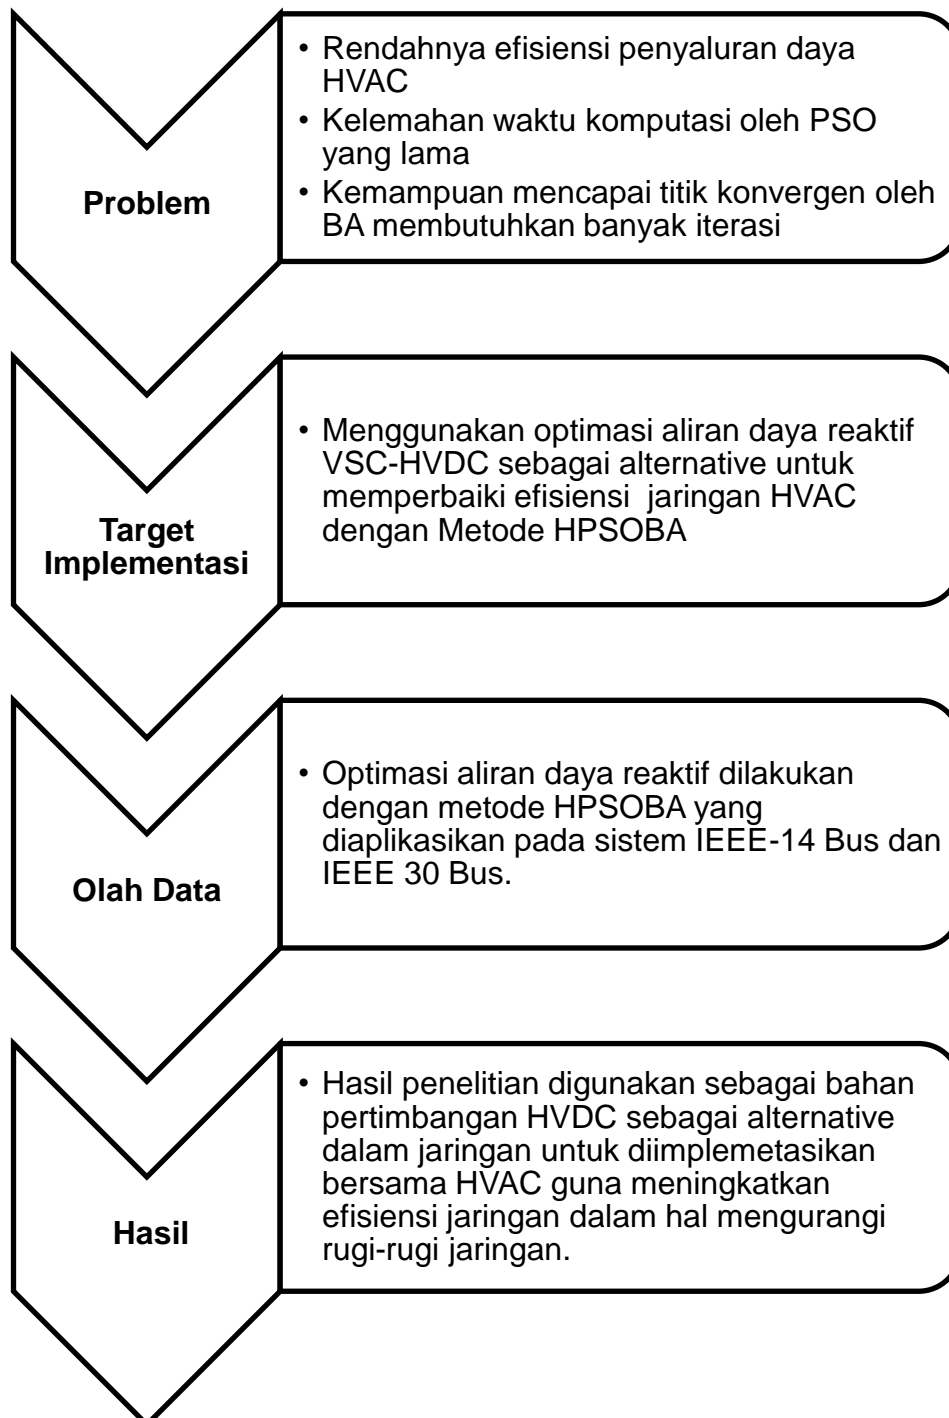 Problem
• Rendahnya efisiensi penyaluran daya
HVAC
• Kelemahan waktu komputasi oleh PSO
yang lama
• Kemampuan mencapai titik konvergen oleh
BA membutuhkan banyak iterasi
Target
Implementasi
• Menggunakan optimasi aliran daya reaktif
VSC-HVDC sebagai alternative untuk
memperbaiki efisiensi  jaringan HVAC
dengan Metode HPSOBA
Olah Data
• Optimasi aliran daya reaktif dilakukan
dengan metode HPSOBA yang
diaplikasikan pada sistem IEEE-14 Bus dan
IEEE 30 Bus.
Hasil
• Hasil penelitian digunakan sebagai bahan
pertimbangan HVDC sebagai alternative
dalam jaringan untuk diimplemetasikan
bersama HVAC guna meningkatkan
efisiensi jaringan dalam hal mengurangi
rugi-rugi jaringan.